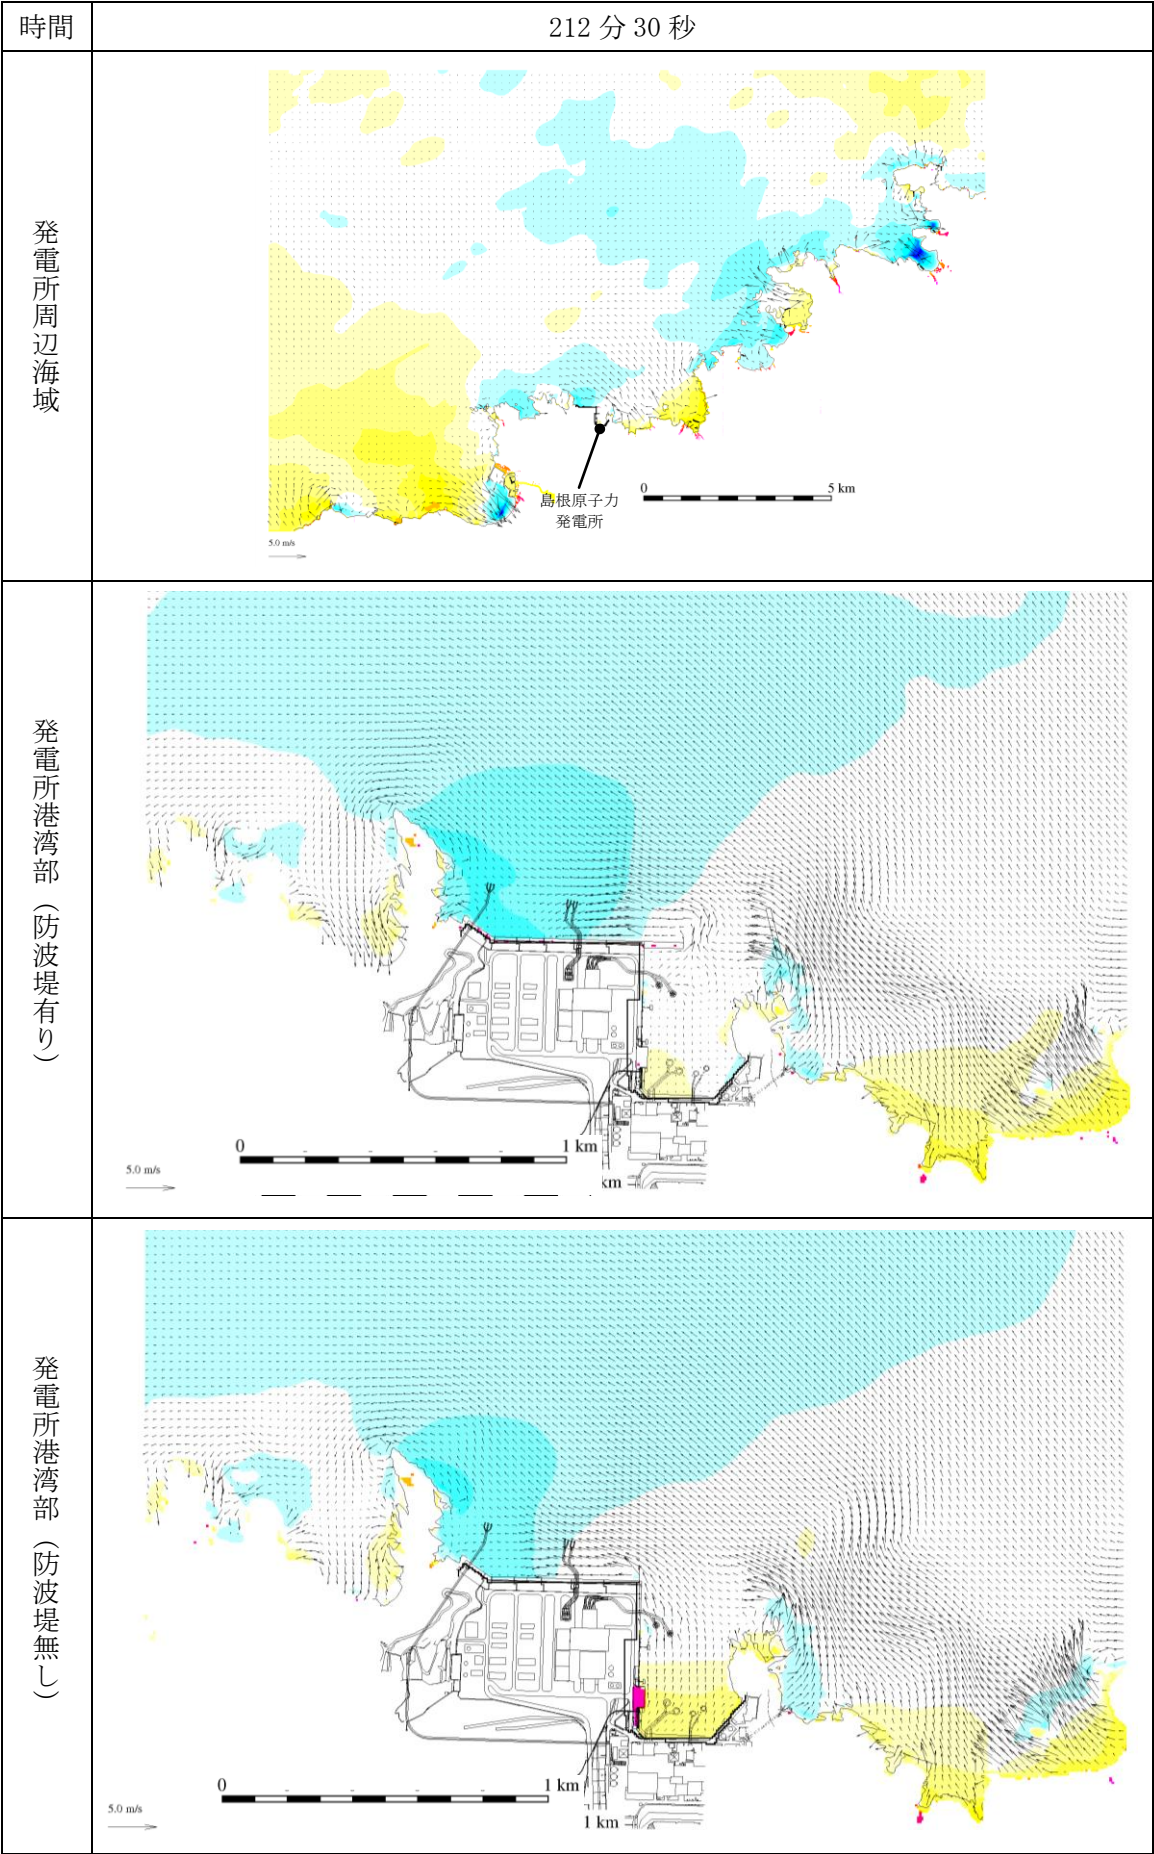 時間
212 分 30 秒
発電所周辺海域
島根原子力
発電所
0
5 km
5.0 m/s
発電所港湾部（防波堤有り）
0
1 km
5.0 m/s
km
発電所港湾部（防波堤無し）
0
1 km
5.0 m/s
1 km